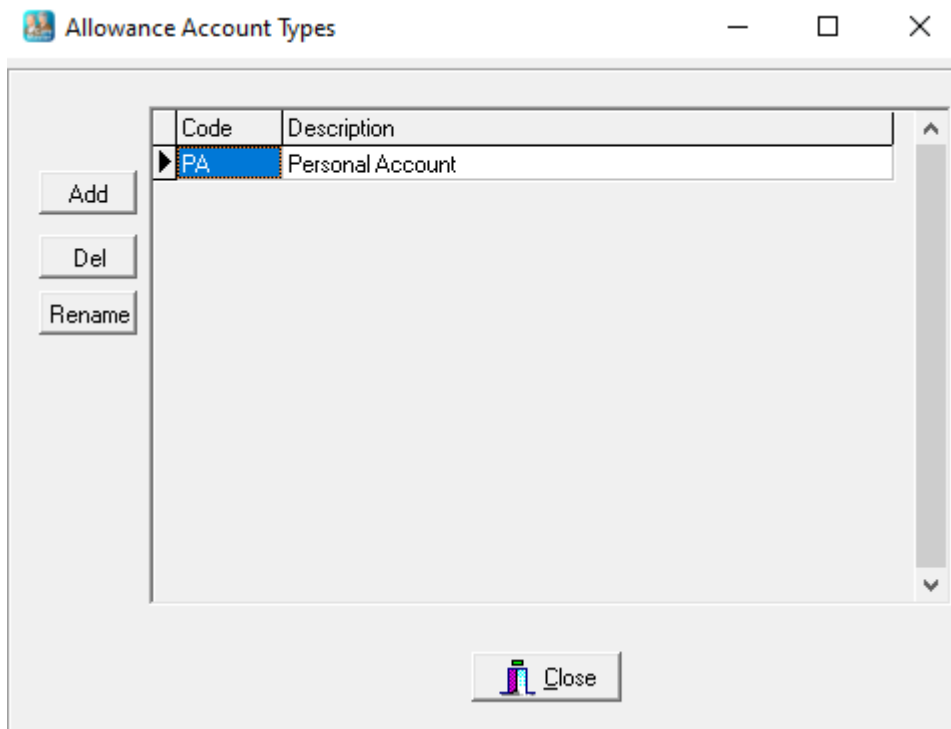 Allowance Account Types
Code Description
PA Personal Account
Add
Del
Rename
Close